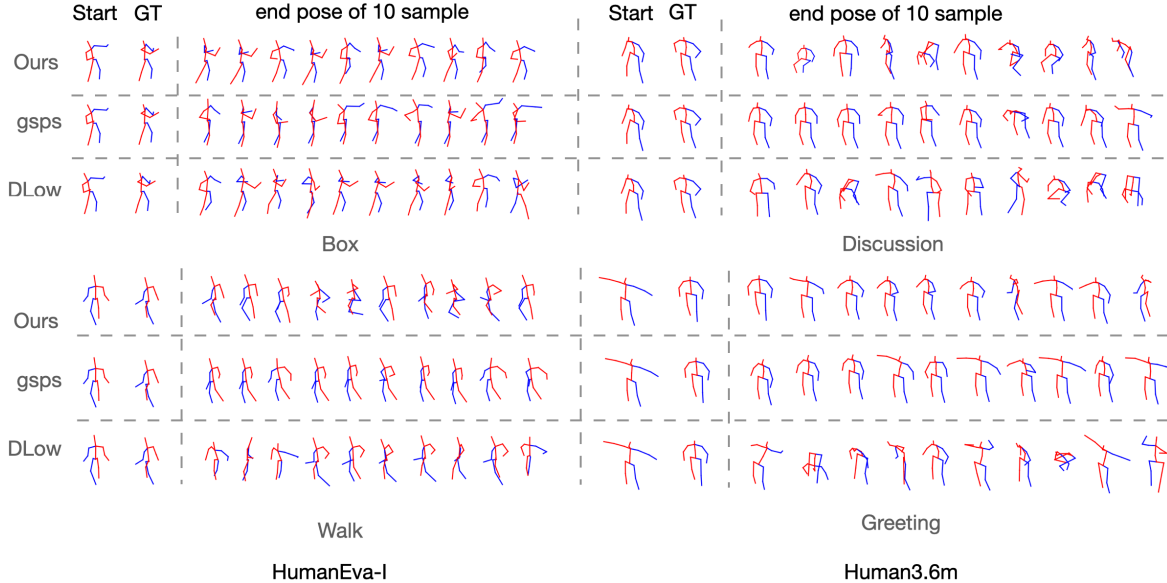 Start GT end pose of 10 sample Start GT end pose of 10 sample
Ours
gsps
DLow
Box Discussion
Ours
gsps
DLow
Walk Greeting
HumanEva-I Human3.6m